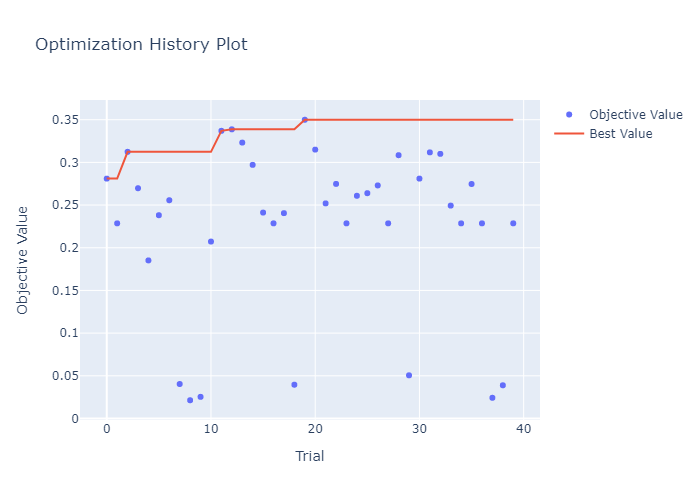 Optimization History Plot
Objective Value
Best Value
0.35
0.3
0.25
0.2
0.15
0.1
0.05
0
Objective Value
0 10 20 30 40
Trial